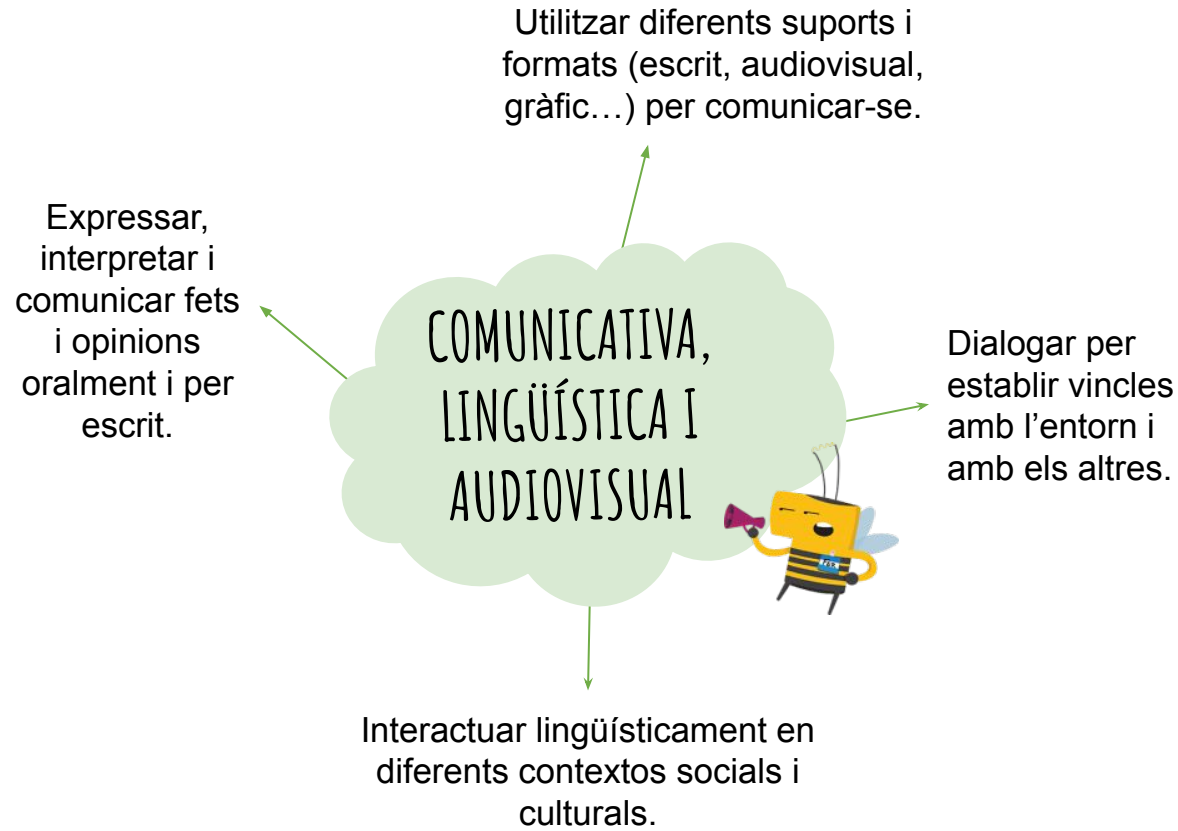 Utilitzar diferents suports i
formats (escrit, audiovisual,
gràfic…) per comunicar-se.
Expressar,
interpretar i
comunicar fets
i opinions
oralment i per
escrit.
COMUNICATIVA,
LINGÜÍSTICA I
AUDIOVISUAL
Dialogar per
establir vincles
amb l’entorn i
amb els altres.
Interactuar lingüísticament en
diferents contextos socials i
culturals.